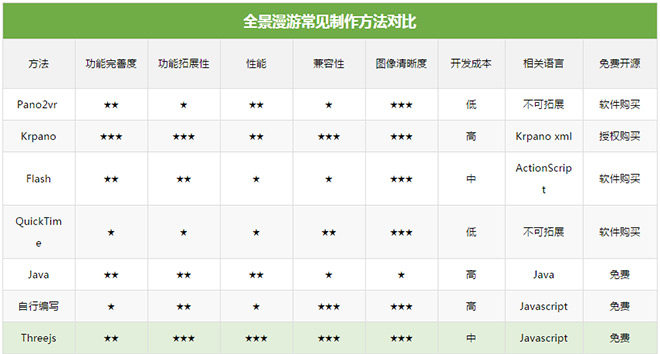 全景漫游常见制作方法对比
方法 功能完善度 功能拓展性 性能 兼容性 图像清晰度 开发成本 相关语言 免费开源
Pano2vr ★★ ★ ★★ ★ ★★★ 低 不可拓展 软件购买
Krpano ★★★ ★★★ ★★ ★★★ ★★★ 高 Krpano xml 授权购买
Flash ★★ ★★ ★ ★ ★★★ 中 ActionScrip
t 软件购买
QuickTim
e ★ ★ ★ ★★ ★★★ 低 不可拓展 软件购买
Java ★★ ★★ ★★ ★ ★ 高 Java 免费
自行编写 ★ ★★ ★ ★★★ ★★★ 高 Javascript 免费
Threejs ★★ ★★★ ★★★ ★★★ ★★★ 中 Javascript 免费